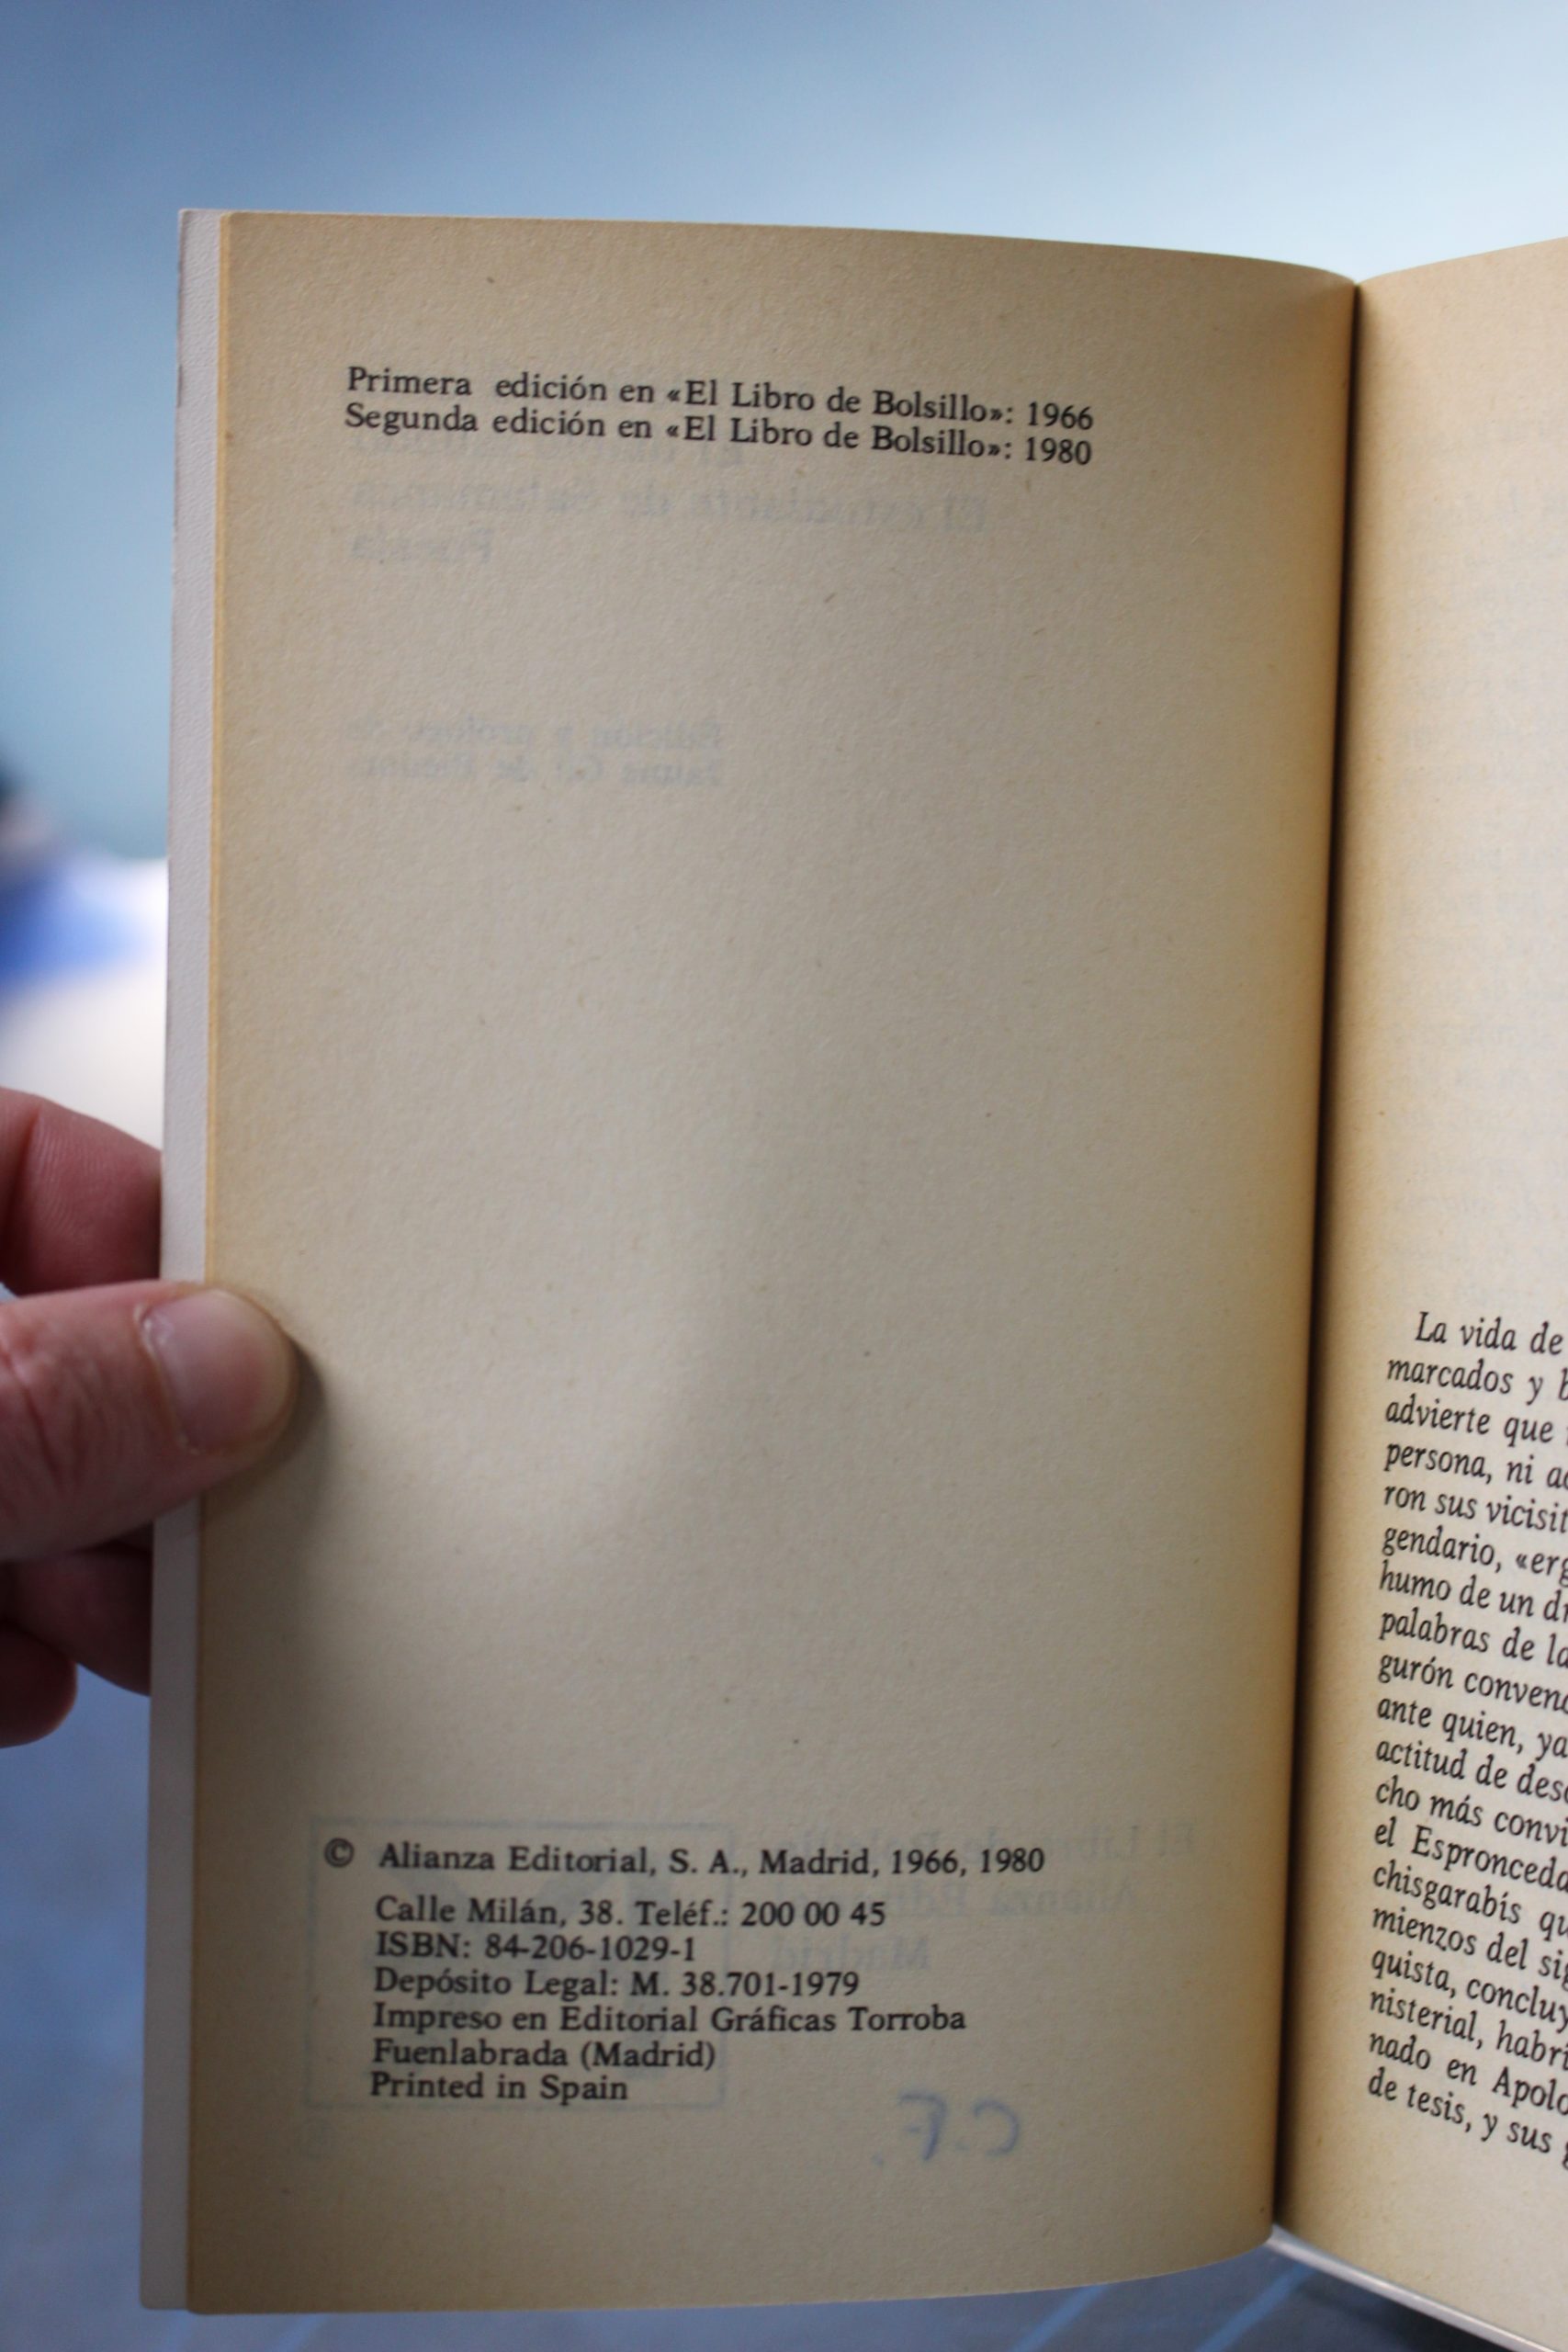 Primera edición en «El Libro de Bolsillo»: 1966
Segunda edición en «El Libro de Bolsillo»: 1980
© Alianza Editorial, S. A., Madrid, 1966, 1980
Calle Milán, 38. Teléf.: 200 00 45
ISBN: 84-206-1029-1
Depósito Legal: M. 38.701-1979
Impreso en Editorial Gráficas Torroba
Fuenlabrada (Madrid)
Printed in Spain
C.F.
La vida de
marcados y
advierte que
persona, ni
ron sus
gendario,
humo de un
palabras de
gurón
ante quien, ya
actitud de
cho más
el Espronceda
chisgarabís
mienzos del
quista,
nisterial,
nado en
de tesis, y sus